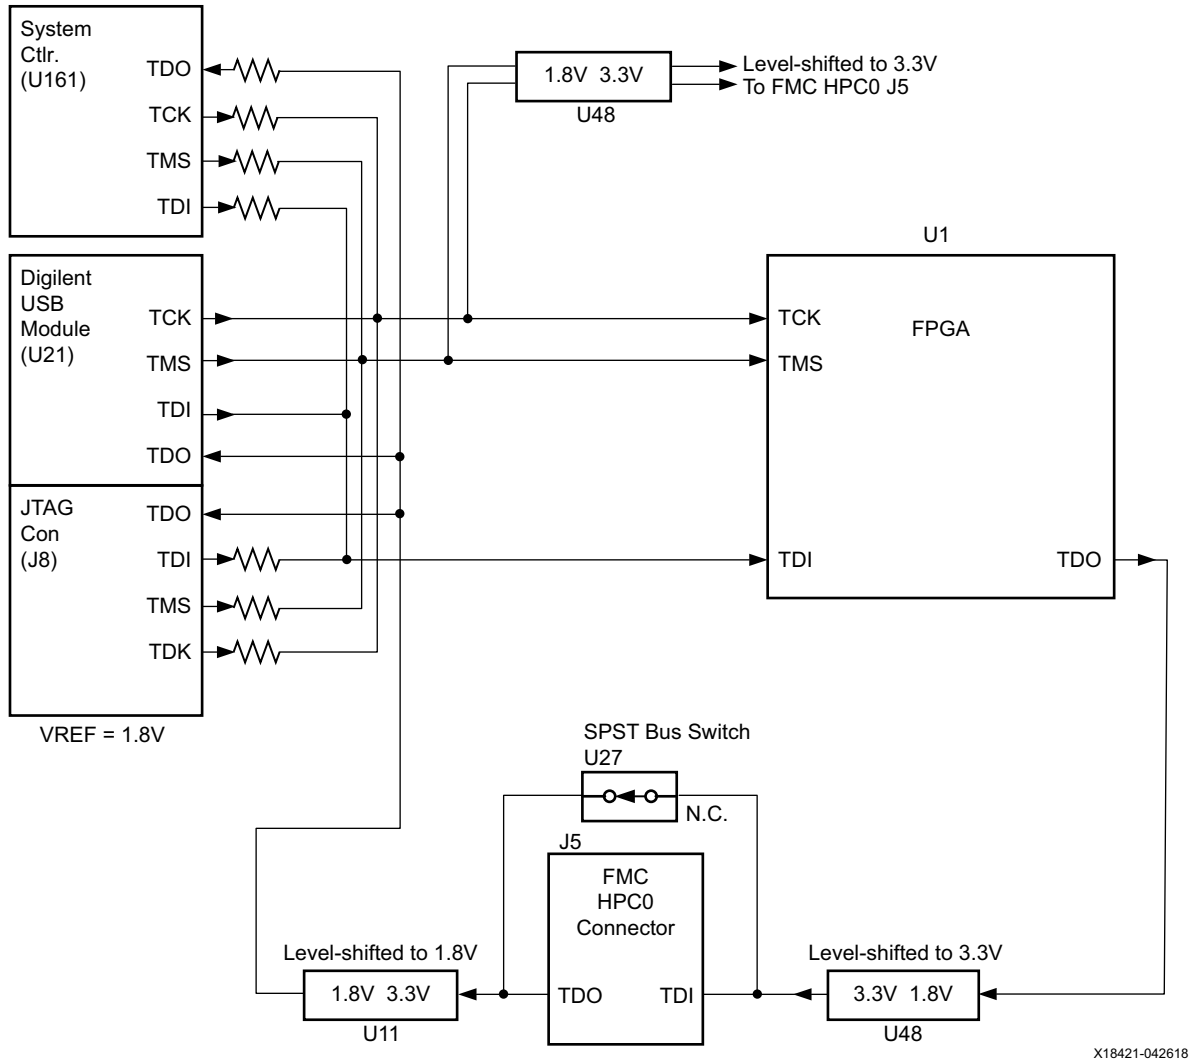 System
Ctlr.
(U161)
TDO
TCK
TMS
TDI
1.8V 3.3V
U48
Level-shifted to 3.3V
To FMC HPC0 J5
Digilent
USB
Module
(U21)
TCK
TMS
TDI
TDO
U1
TCK
TMS
FPGA
TDI
TDO
JTAG
Con
(J8)
TDO
TDI
TMS
TDK
VREF = 1.8V
SPST Bus Switch
U27
N.C.
J5
FMC
HPC0
Connector
TDO
TDI
Level-shifted to 1.8V
1.8V 3.3V
U11
Level-shifted to 3.3V
3.3V 1.8V
U48
X18421-042618